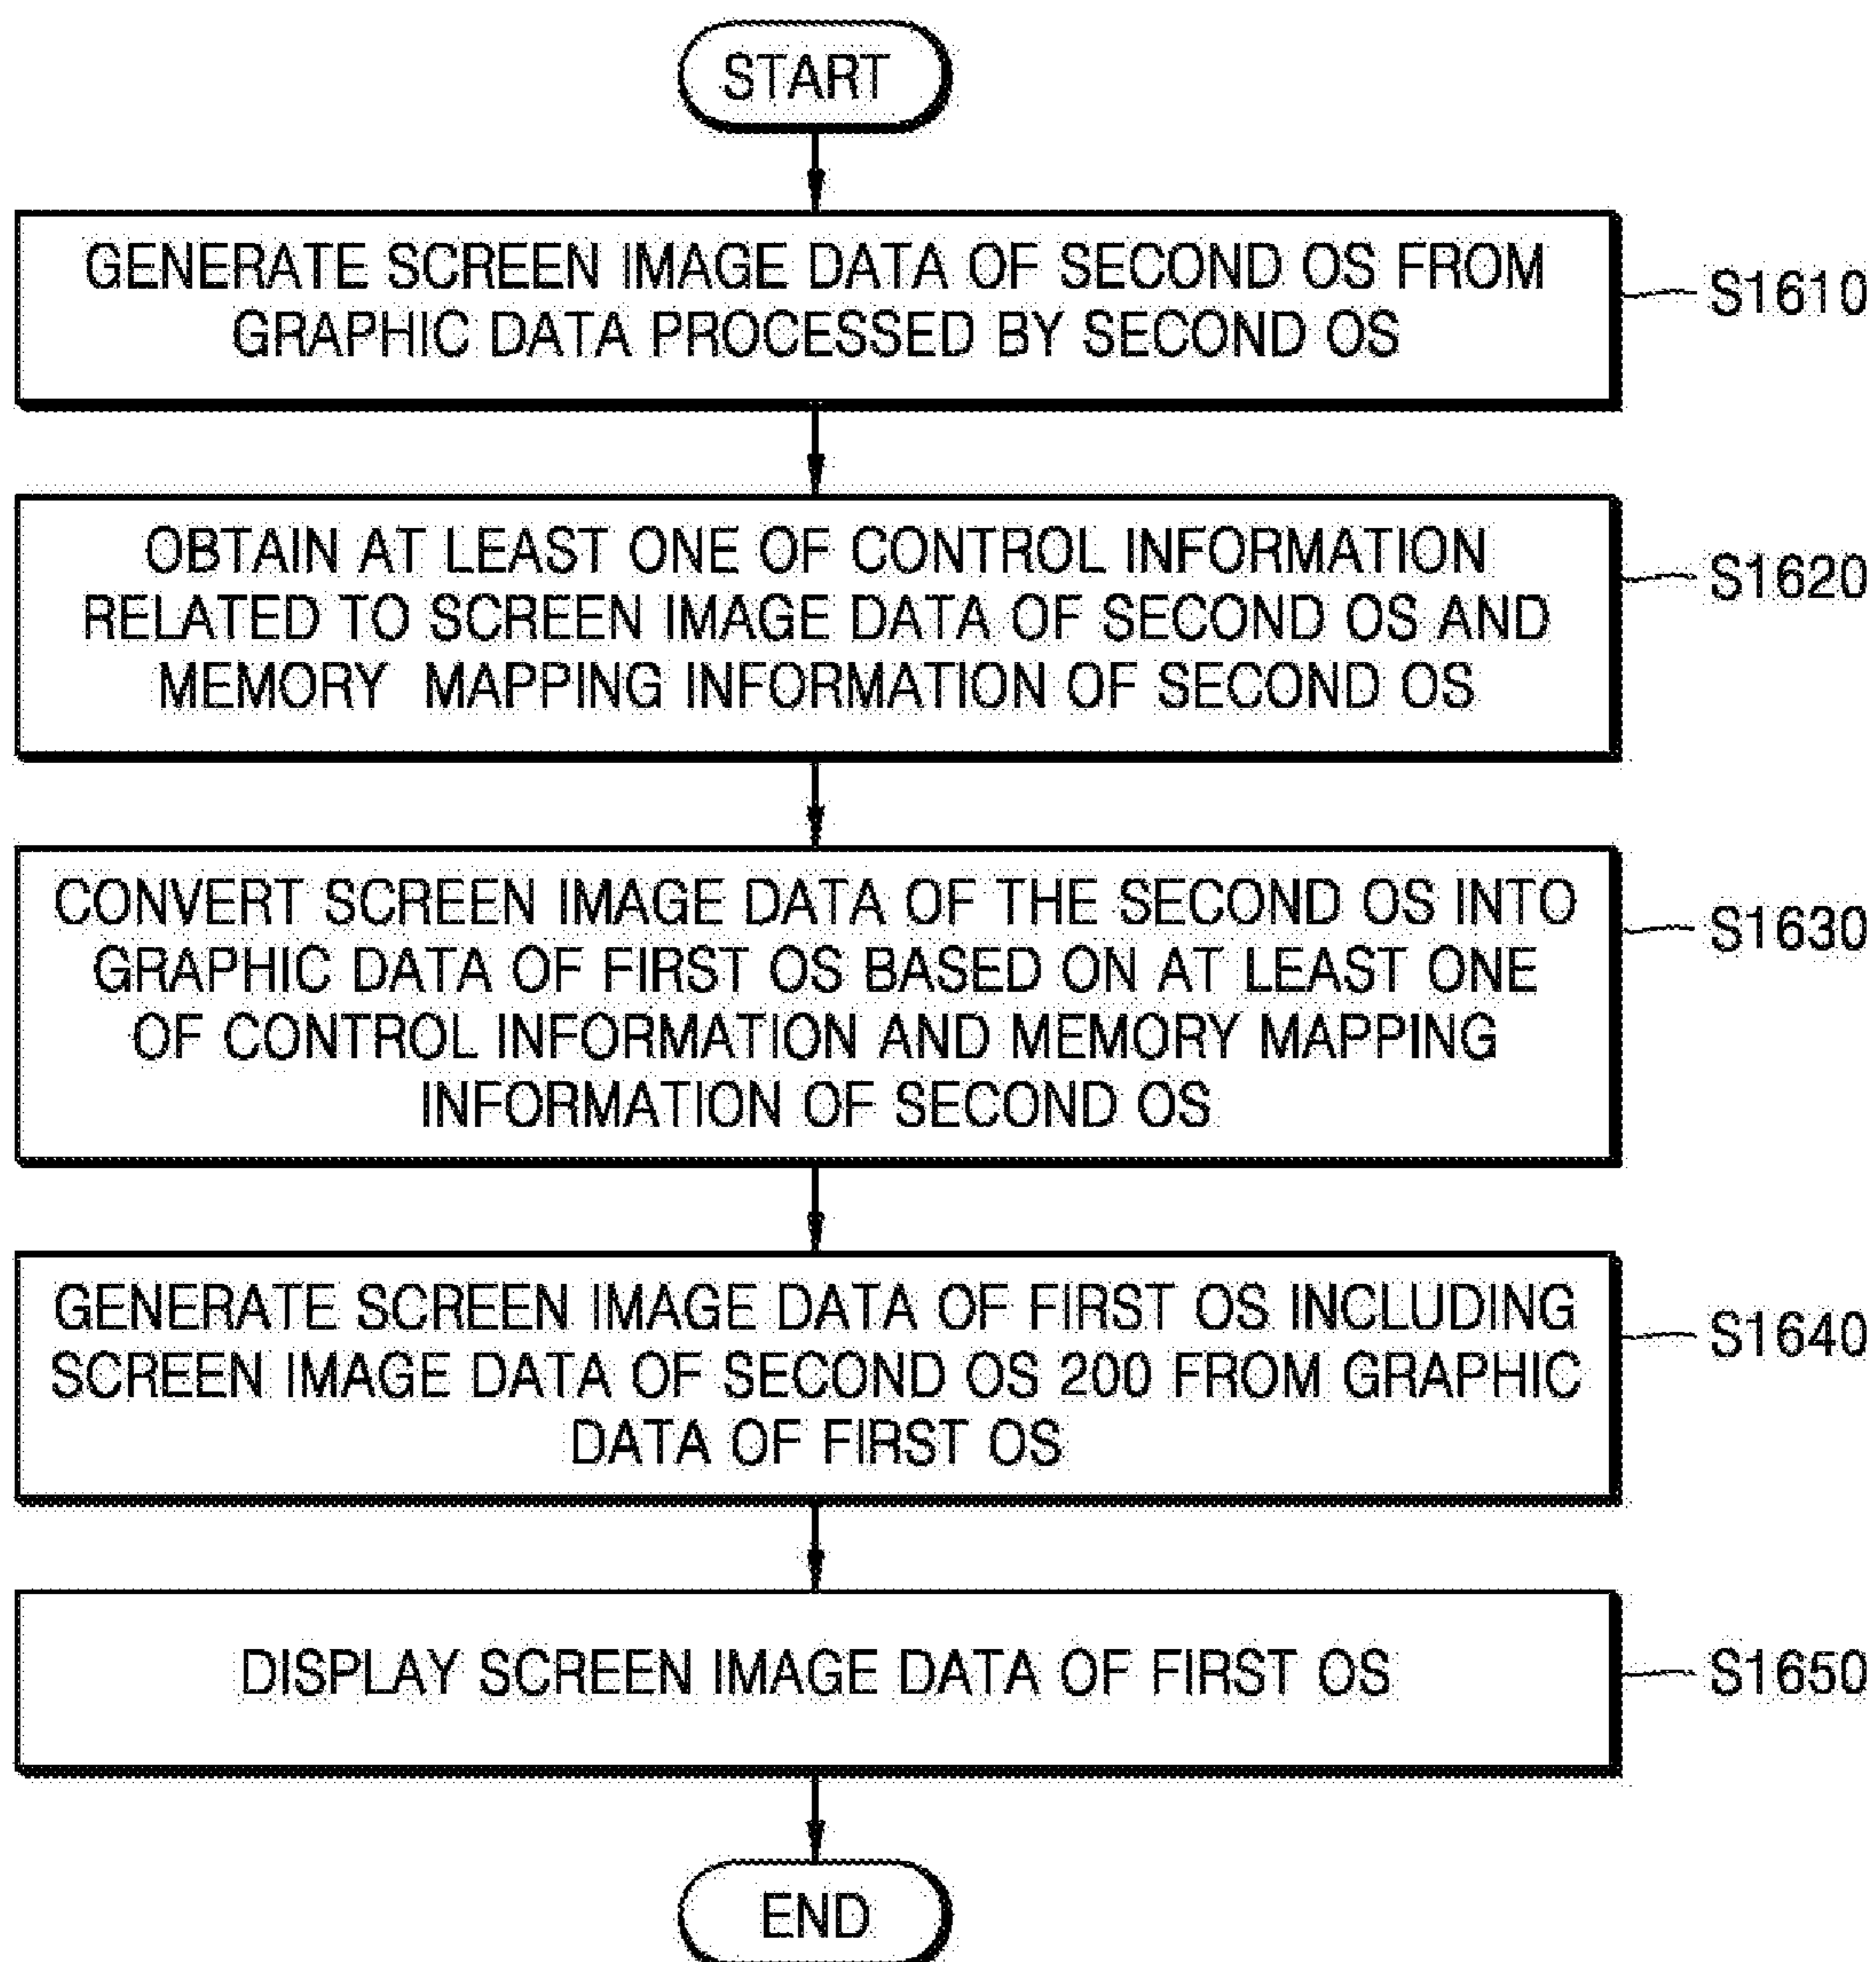 START
GENERATE SCREEN IMAGE DATA OF SECOND OS FROM
GRAPHIC DATA PROCESSED BY SECOND OS
S1610
OBTAIN AT LEAST ONE OF CONTROL INFORMATION
RELATED TO SCREEN IMAGE DATA OF SECOND OS AND
MEMORY MAPPING INFORMATION OF SECOND OS
S1620
CONVERT SCREEN IMAGE DATA OF THE SECOND OS INTO
GRAPHIC DATA OF FIRST OS BASED ON AT LEAST ONE
OF CONTROL INFORMATION AND MEMORY MAPPING
INFORMATION OF SECOND OS
S1630
GENERATE SCREEN IMAGE DATA OF FIRST OS INCLUDING
SCREEN IMAGE DATA OF SECOND OS 200 FROM GRAPHIC
DATA OF FIRST OS
S1640
DISPLAY SCREEN IMAGE DATA OF FIRST OS
S1650
END